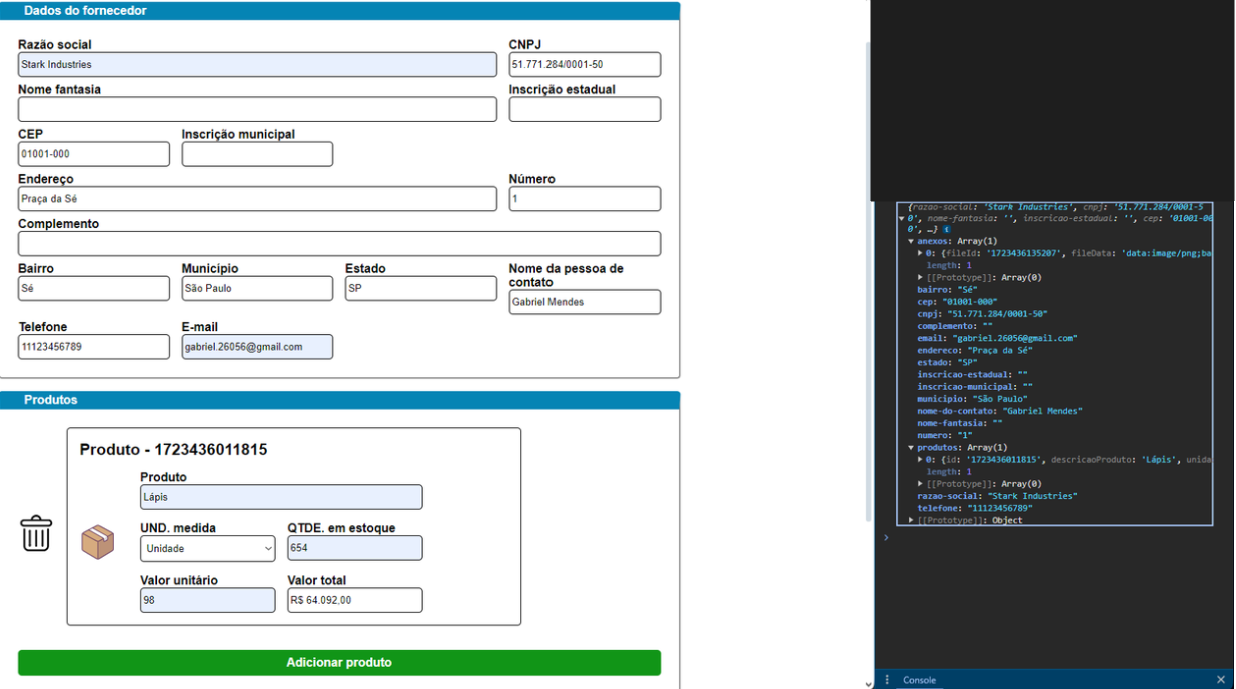 Dados do fornecedor
Razão social
CNPJ
Stark Industries
51.771.284/0001-50
Nome fantasia
Inscrição estadual
CEP
Inscrição municipal
01001-000
Endereço
Número
Praça da Sé
1
Complemento
Bairro
Município
Estado
Nome da pessoa de contato
Sé
São Paulo
SP
Gabriel Mendes
Telefone
E-mail
11123456789
gabriel.26056@gmail.com
Produtos
Produto - 1723436011815
Produto
Lápis
UND. medida
QTDE. em estoque
Unidade
654
Valor unitário
Valor total
98
R$ 64.092,00
Adicionar produto
{razao-social: 'Stark Industries', cnpj: '51.771.284/0001-5
0', nome-fantasia: '', inscricao-estadual: '', cep: '01001-00
0', …}
anexos: Array(1)
0: {fileId: '1723436135207', fileData: 'data:image/png;ba
length: 1
[[Prototype]]: Array(0)
bairro: "Sé"
cep: "01001-000"
cnpj: "51.771.284/0001-50"
complemento: ""
email: "gabriel.26056@gmail.com"
endereco: "Praça da Sé"
estado: "SP"
inscricao-estadual: ""
inscricao-municipal: ""
municipio: "São Paulo"
nome-do-contato: "Gabriel Mendes"
nome-fantasia: ""
numero: "1"
produtos: Array(1)
0: {id: '1723436011815', descricaoProduto: 'Lápis', unida
length: 1
[[Prototype]]: Array(0)
razao-social: "Stark Industries"
telefone: "11123456789"
[[Prototype]]: Object
Console